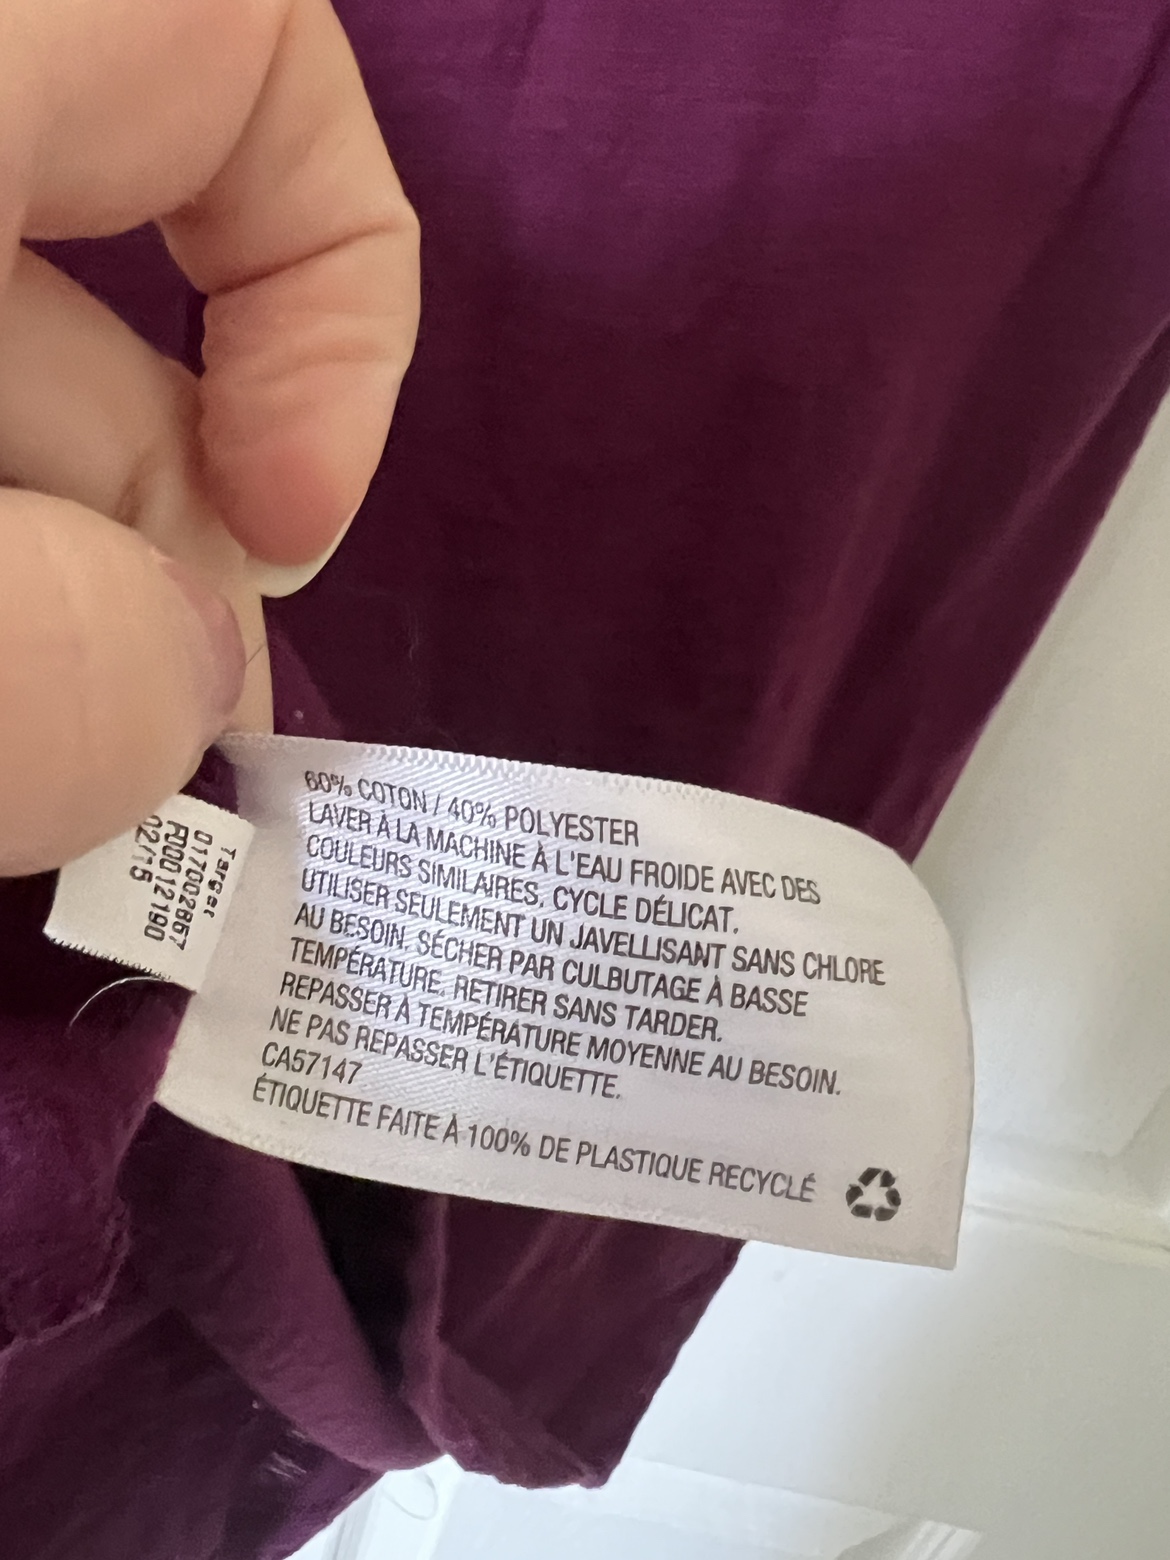 60% COTON / 40% POLYESTER
LAVER À LA MACHINE À L'EAU FROIDE AVEC DES
COULEURS SIMILAIRES, CYCLE DÉLICAT.
UTILISER SEULEMENT UN JAVELLISANT SANS CHLORE
AU BESOIN. SÉCHER PAR CULBUTAGE À BASSE
TEMPÉRATURE. RETIRER SANS TARDER.
REPASSER À TEMPÉRATURE MOYENNE AU BESOIN.
NE PAS REPASSER L'ÉTIQUETTE.
CA57147
ÉTIQUETTE FAITE À 100% DE PLASTIQUE RECYCLÉ
Target
017002867
R00012190
02/15